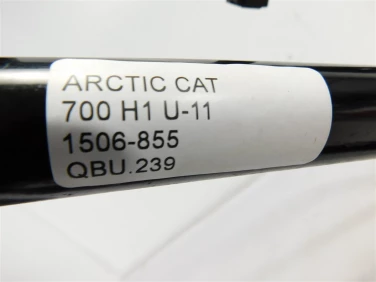 ARCTIC CAT
700 H1 U-11
1506-855
QBU.239